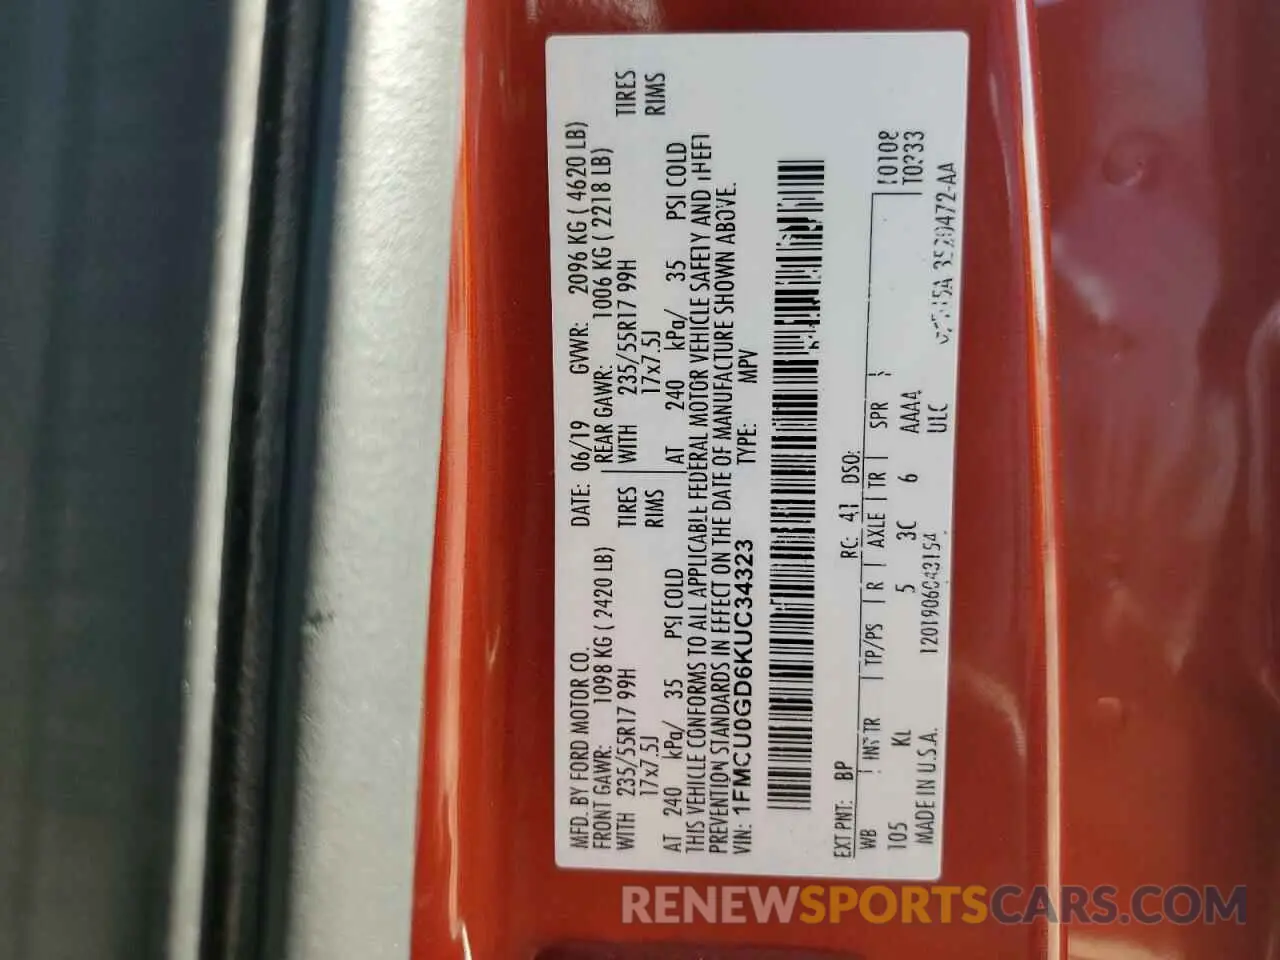 MFD. BY FORD MOTOR CO.
DATE: 06/19 GVWR: 2096 KG ( 4620 LB)
FRONT GAWR: 1098 KG ( 2420 LB)
REAR GAWR: 1006 KG ( 2218 LB)
WITH 235/55R17 99H TIRES
WITH 235/55R17 99H TIRES
17x7.5J RIMS
17x7.5J RIMS
AT 240 kPa/ 35 PSI COLD
AT 240 kPa/ 35 PSI COLD
THIS VEHICLE CONFORMS TO ALL APPLICABLE FEDERAL MOTOR VEHICLE SAFETY AND THEFT
PREVENTION STANDARDS IN EFFECT ON THE DATE OF MANUFACTURE SHOWN ABOVE.
VIN: 1FMCU0GD6KUC34323 TYPE: MPV
EXT PNT: BP RC: 41 DSO:
WB INT TR TP/PS R AXLE TR SPR
105 KL 5 3C 6 AAAA
MADE IN U.S.A. ULC
RENEWSPORTSCARS.COM